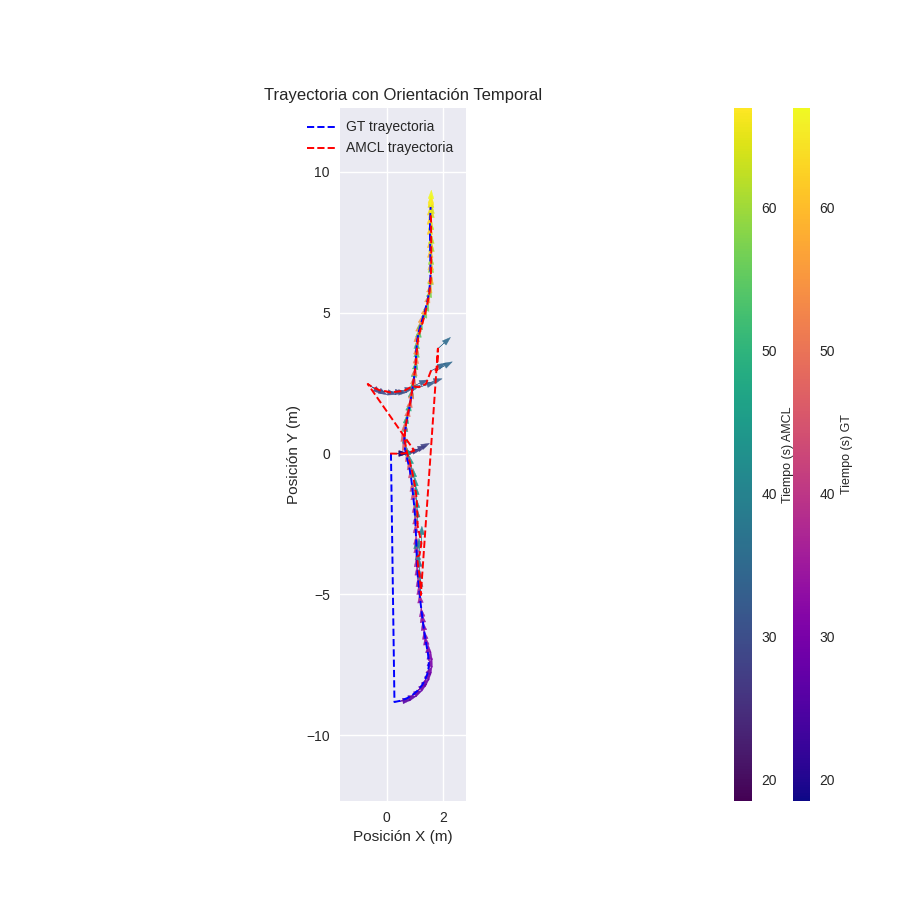 Trayectoria con Orientación Temporal
GT trayectoria
AMCL trayectoria
10
5
0
−5
−10
Posición Y (m)
0
2
Posición X (m)
60
50
40
30
20
Tiempo (s) AMCL
60
50
40
30
20
Tiempo (s) GT